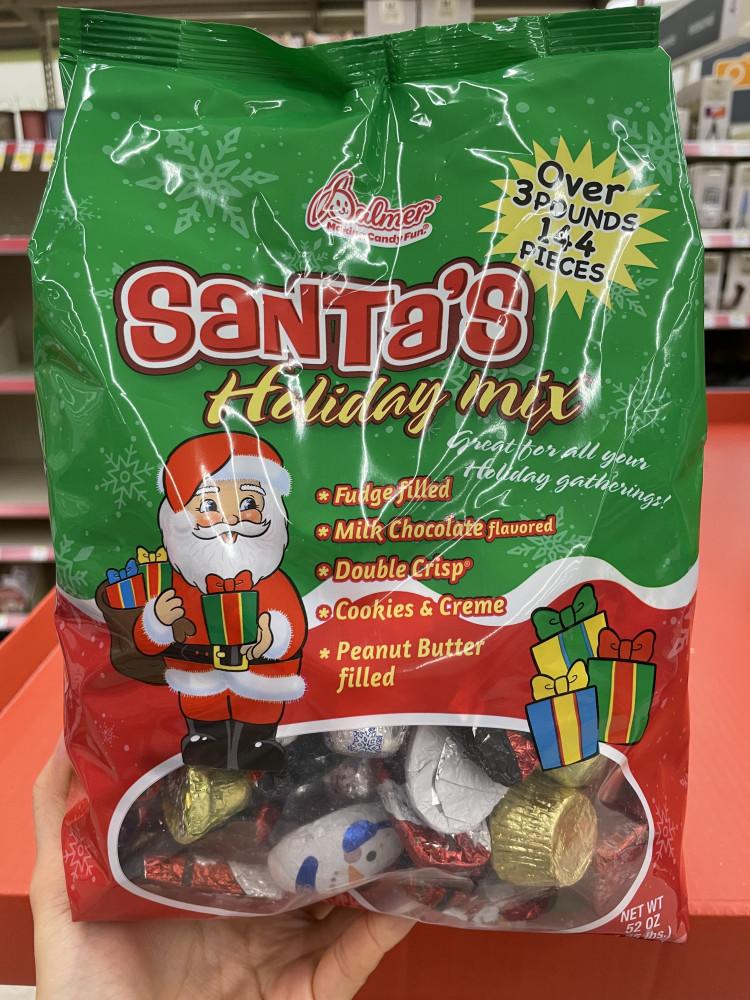 Palmer®
Making Candy Fun.®
Over
3 POUNDS
144
PIECES
SaNTa'S
Holiday mix
Great for all your
Holiday gatherings!
* Fudge filled
* Milk Chocolate flavored
* Double Crisp®
* Cookies & Creme
* Peanut Butter
filled
NET WT
52 OZ
lbs.)